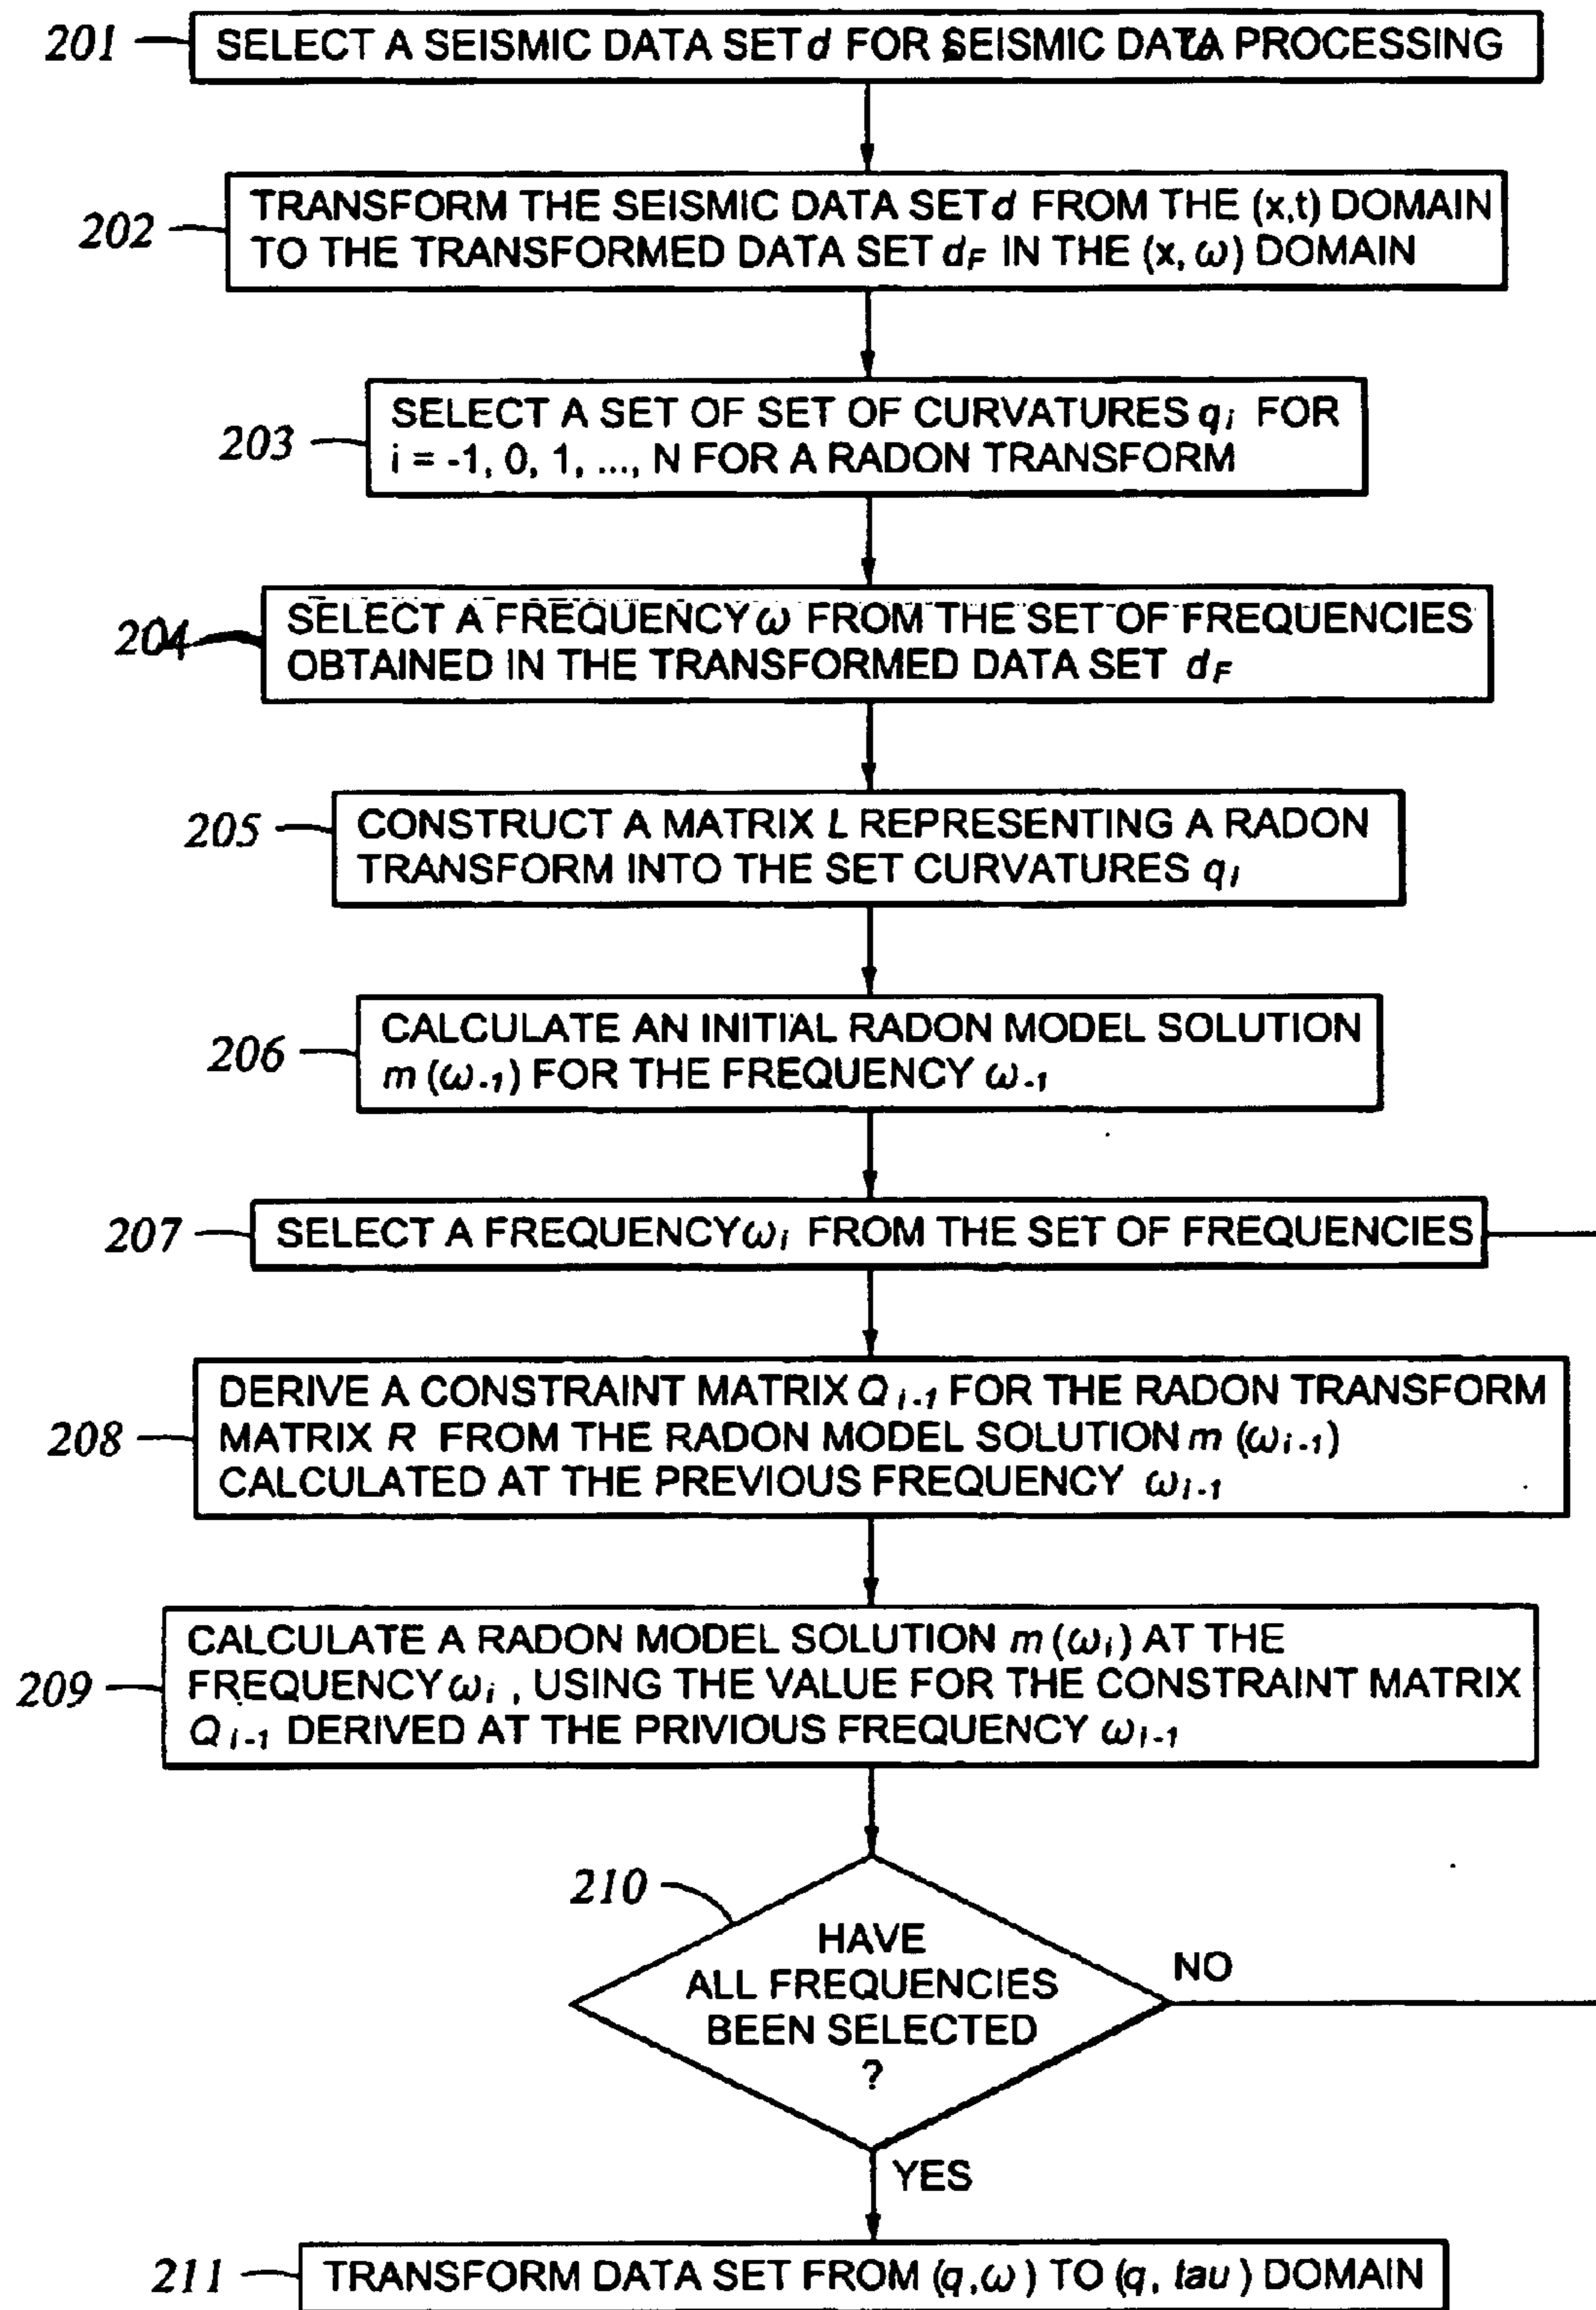 201 SELECT A SEISMIC DATA SET d FOR SEISMIC DATA PROCESSING
202 TRANSFORM THE SEISMIC DATA SET d FROM THE (x,t) DOMAIN
TO THE TRANSFORMED DATA SET dF IN THE (x, ω) DOMAIN
203 SELECT A SET OF SET OF CURVATURES qi FOR
i = -1, 0, 1, ..., N FOR A RADON TRANSFORM
204 SELECT A FREQUENCY ω FROM THE SET OF FREQUENCIES
OBTAINED IN THE TRANSFORMED DATA SET dF
205 CONSTRUCT A MATRIX L REPRESENTING A RADON
TRANSFORM INTO THE SET CURVATURES qi
206 CALCULATE AN INITIAL RADON MODEL SOLUTION
m (ω-1) FOR THE FREQUENCY ω-1
207 SELECT A FREQUENCY ωi FROM THE SET OF FREQUENCIES
208 DERIVE A CONSTRAINT MATRIX Qi-1 FOR THE RADON TRANSFORM
MATRIX R FROM THE RADON MODEL SOLUTION m (ωi-1)
CALCULATED AT THE PREVIOUS FREQUENCY ωi-1
209 CALCULATE A RADON MODEL SOLUTION m (ωi) AT THE
FREQUENCY ωi , USING THE VALUE FOR THE CONSTRAINT MATRIX
Qi-1 DERIVED AT THE PRIVIOUS FREQUENCY ωi-1
210 HAVE
ALL FREQUENCIES
BEEN SELECTED
?
NO
YES
211 TRANSFORM DATA SET FROM (q,ω) TO (q, tau) DOMAIN